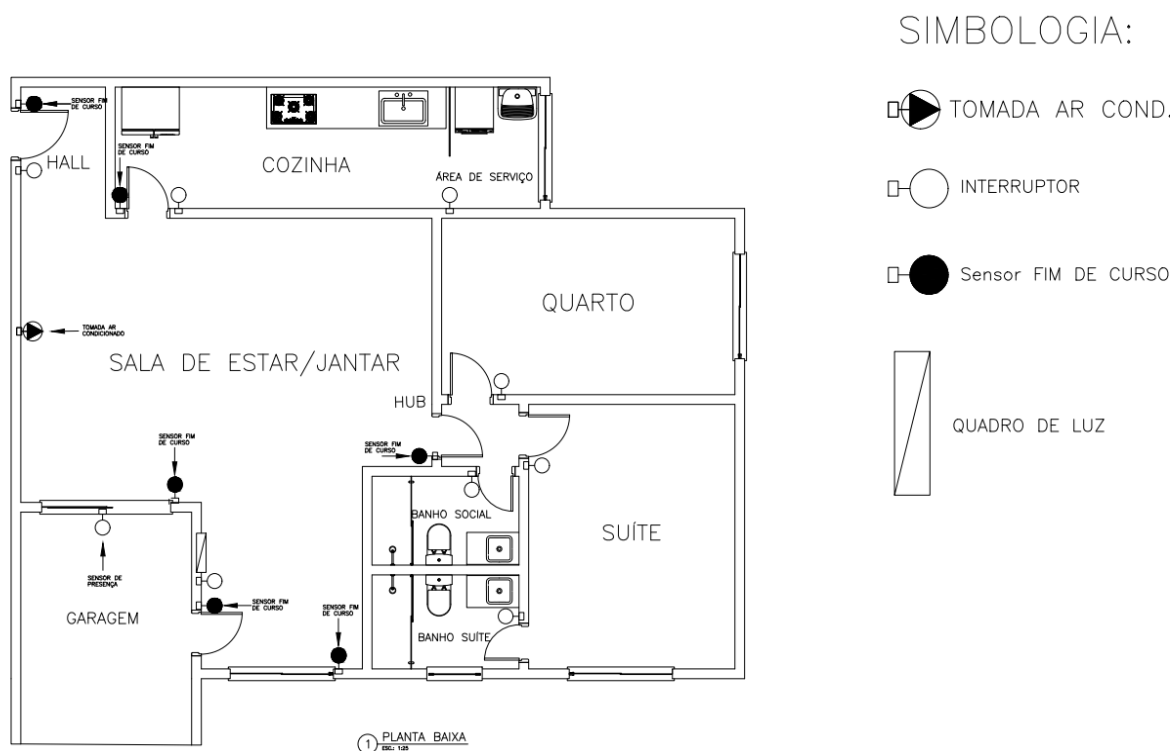 SIMBOLOGIA:
TOMADA AR COND.
INTERRUPTOR
Sensor FIM DE CURSO
QUADRO DE LUZ
SENSOR FIM
DE CURSO
HALL
SENSOR FIM
DE CURSO
COZINHA
ÁREA DE SERVIÇO
QUARTO
TOMADA AR
CONDICIONADO
SALA DE ESTAR/JANTAR
HUB
SENSOR FIM
DE CURSO
SENSOR FIM
DE CURSO
BANHO SOCIAL
SUÍTE
SENSOR DE
PRESENÇA
GARAGEM
SENSOR FIM
DE CURSO
SENSOR FIM
DE CURSO
BANHO SUÍTE
1 PLANTA BAIXA
ESC.: 1:25